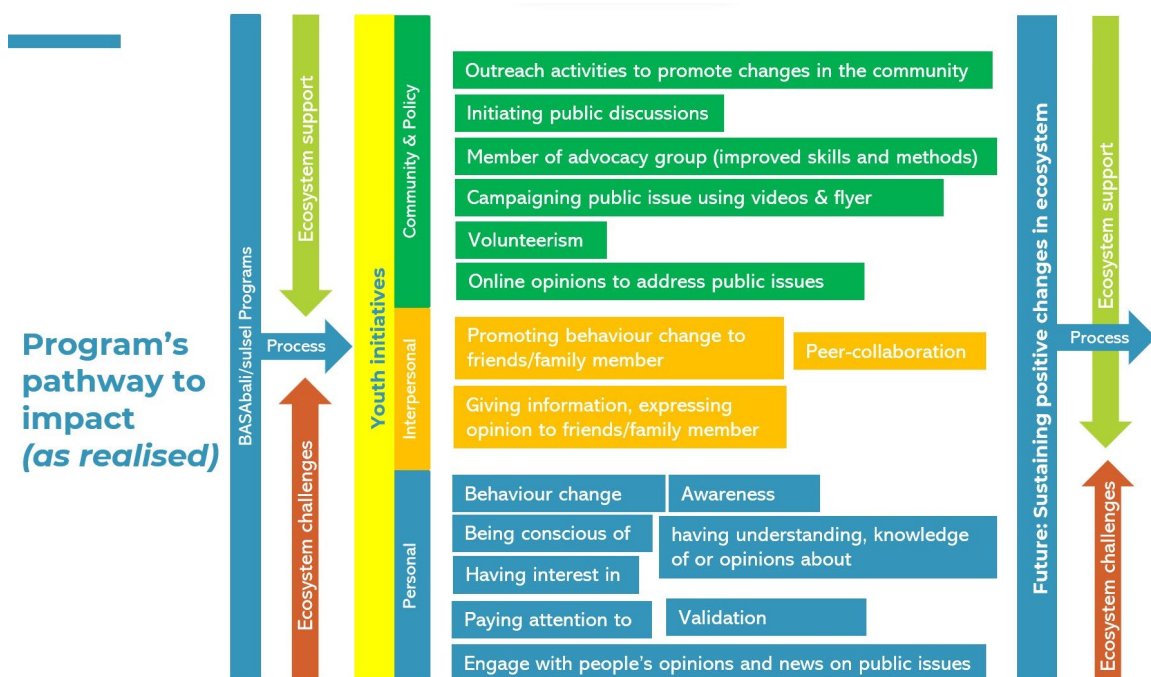 Program's
pathway to
impact
(as realised)
BASAbali/sulsel Programs
Ecosystem support
Process
Ecosystem challenges
Youth initiatives
Community & Policy
Outreach activities to promote changes in the community
Initiating public discussions
Member of advocacy group (improved skills and methods)
Campaigning public issue using videos & flyer
Volunteerism
Online opinions to address public issues
Interpersonal
Promoting behaviour change to
friends/family member
Peer-collaboration
Giving information, expressing
opinion to friends/family member
Personal
Behaviour change
Awareness
Being conscious of
having understanding, knowledge
of or opinions about
Having interest in
Paying attention to
Validation
Engage with people's opinions and news on public issues
Future: Sustaining positive changes in ecosystem
Ecosystem support
Process
Ecosystem challenges